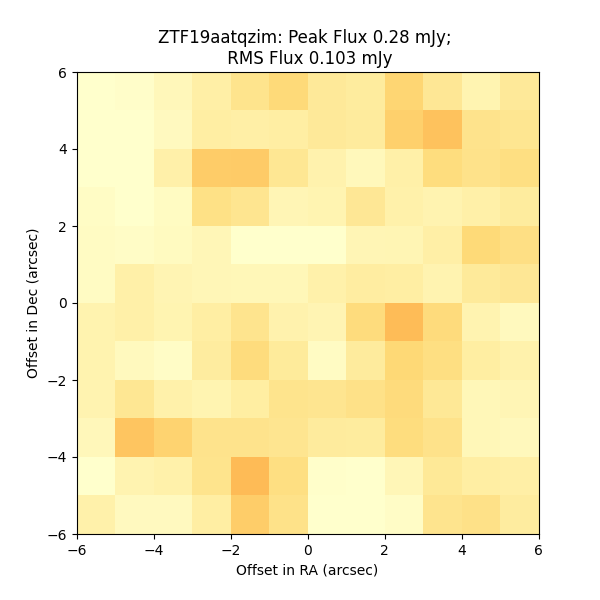 ZTF19aatqzim: Peak Flux 0.28 mJy;
RMS Flux 0.103 mJy
6
4
2
0
−2
−4
−6
Offset in Dec (arcsec)
−6 −4 −2 0 2 4 6
Offset in RA (arcsec)